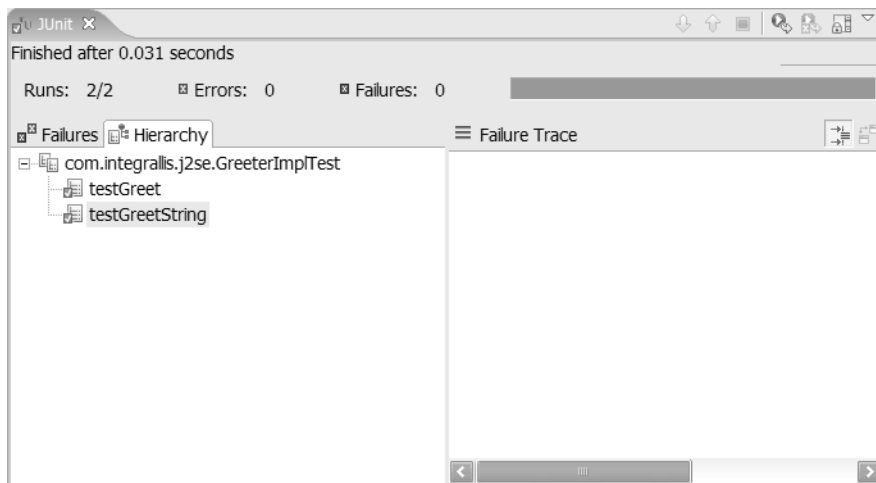 JUnit
Finished after 0.031 seconds
Runs: 2/2 Errors: 0 Failures: 0
Failures Hierarchy
Failure Trace
com.integrallis.j2se.GreeterImplTest
testGreet
testGreetString